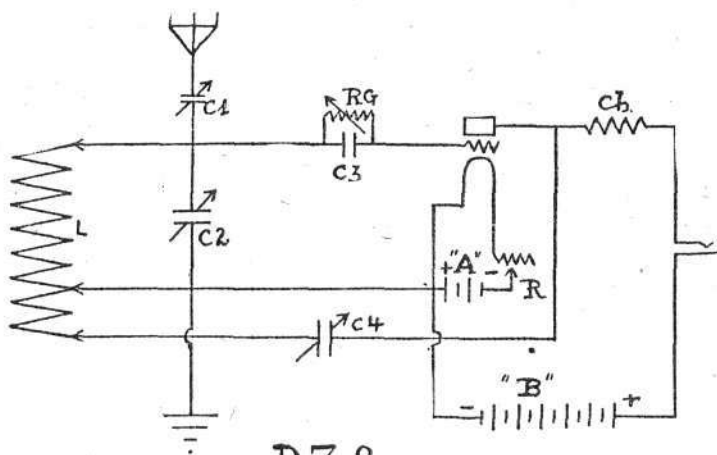 C1
RG
Ch.
C3
L
C2
+ "A" -
R
C4
- "B" +